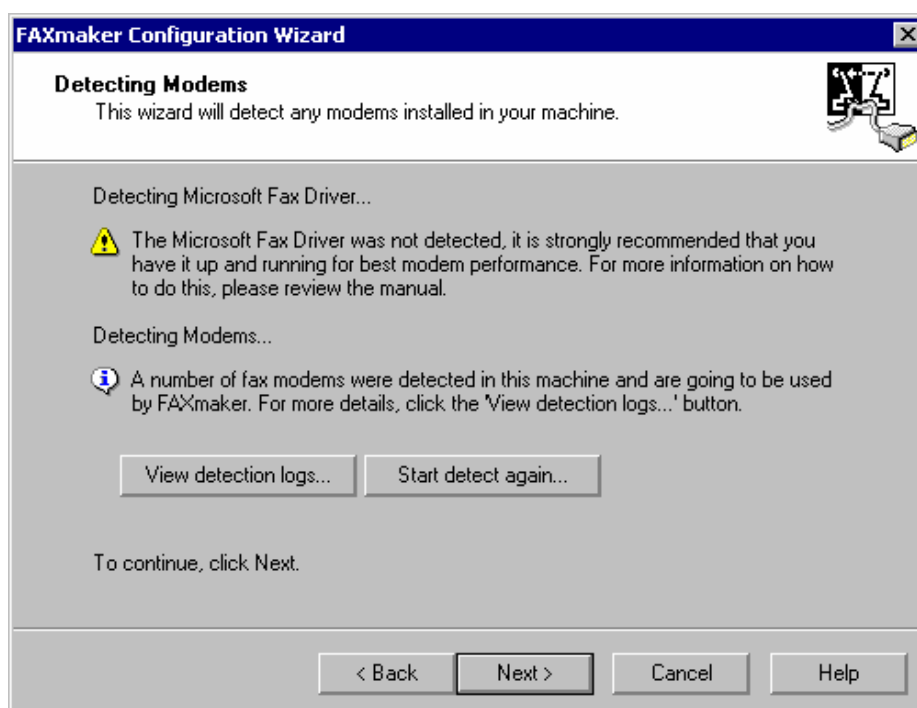 FAXmaker Configuration Wizard
Detecting Modems
This wizard will detect any modems installed in your machine.
Detecting Microsoft Fax Driver...
The Microsoft Fax Driver was not detected, it is strongly recommended that you
have it up and running for best modem performance. For more information on how
to do this, please review the manual.
Detecting Modems...
A number of fax modems were detected in this machine and are going to be used
by FAXmaker. For more details, click the 'View detection logs...' button.
View detection logs... Start detect again...
To continue, click Next.
< Back Next > Cancel Help